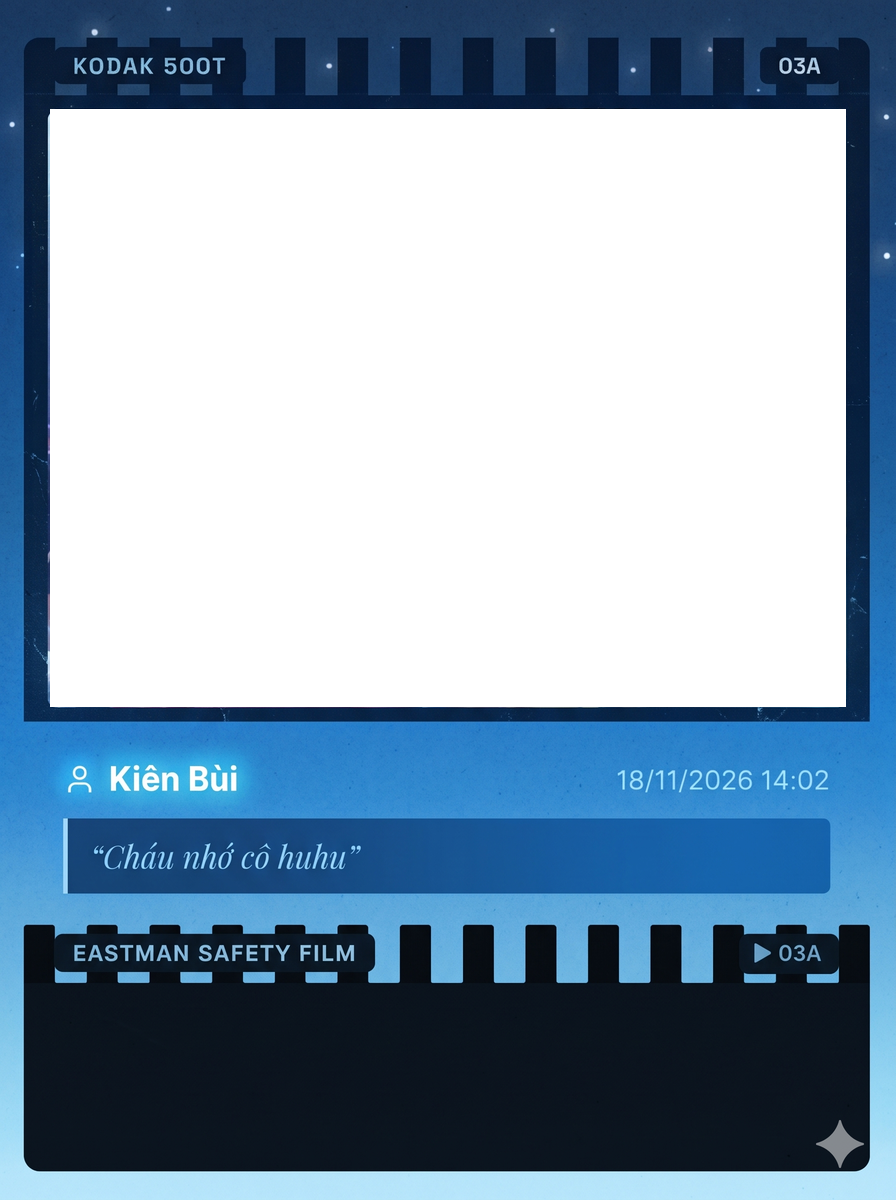 KODAK 500T
03A
Kiên Bùi
18/11/2026 14:02
“Cháu nhớ cô huhu”
EASTMAN SAFETY FILM
▶ 03A